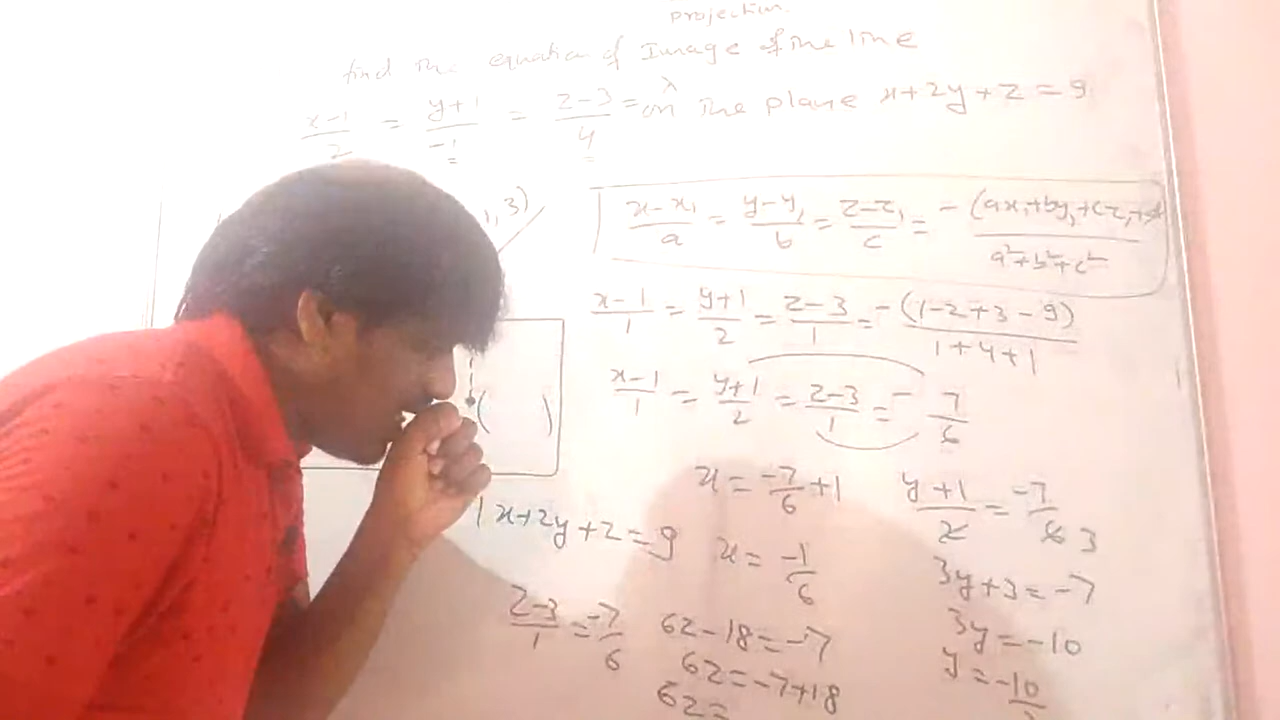 projection.
find the equation of Image of the line
x-1/2 = y+1/-1 = z-3/4 = λ on the plane x+2y+z=9
1, 3)
x-x₁/a = y-y₁/b = z-z₁/c = -(ax₁+by₁+cz₁+d)/a²+b²+c²
x-1/1 = y+1/2 = z-3/1 = -(1-2+3-9)/1+4+1
x-1/1 = y+1/2 = z-3/1 = -7/6
( )
x = -7/6+1
y+1/2 = -7/6 3
x+2y+z=9
x = -1/6
3y+3=-7
z-3/1 = -7/6
6z-18=-7
3y=-10
6z=-7+18
y=-10/
6z=